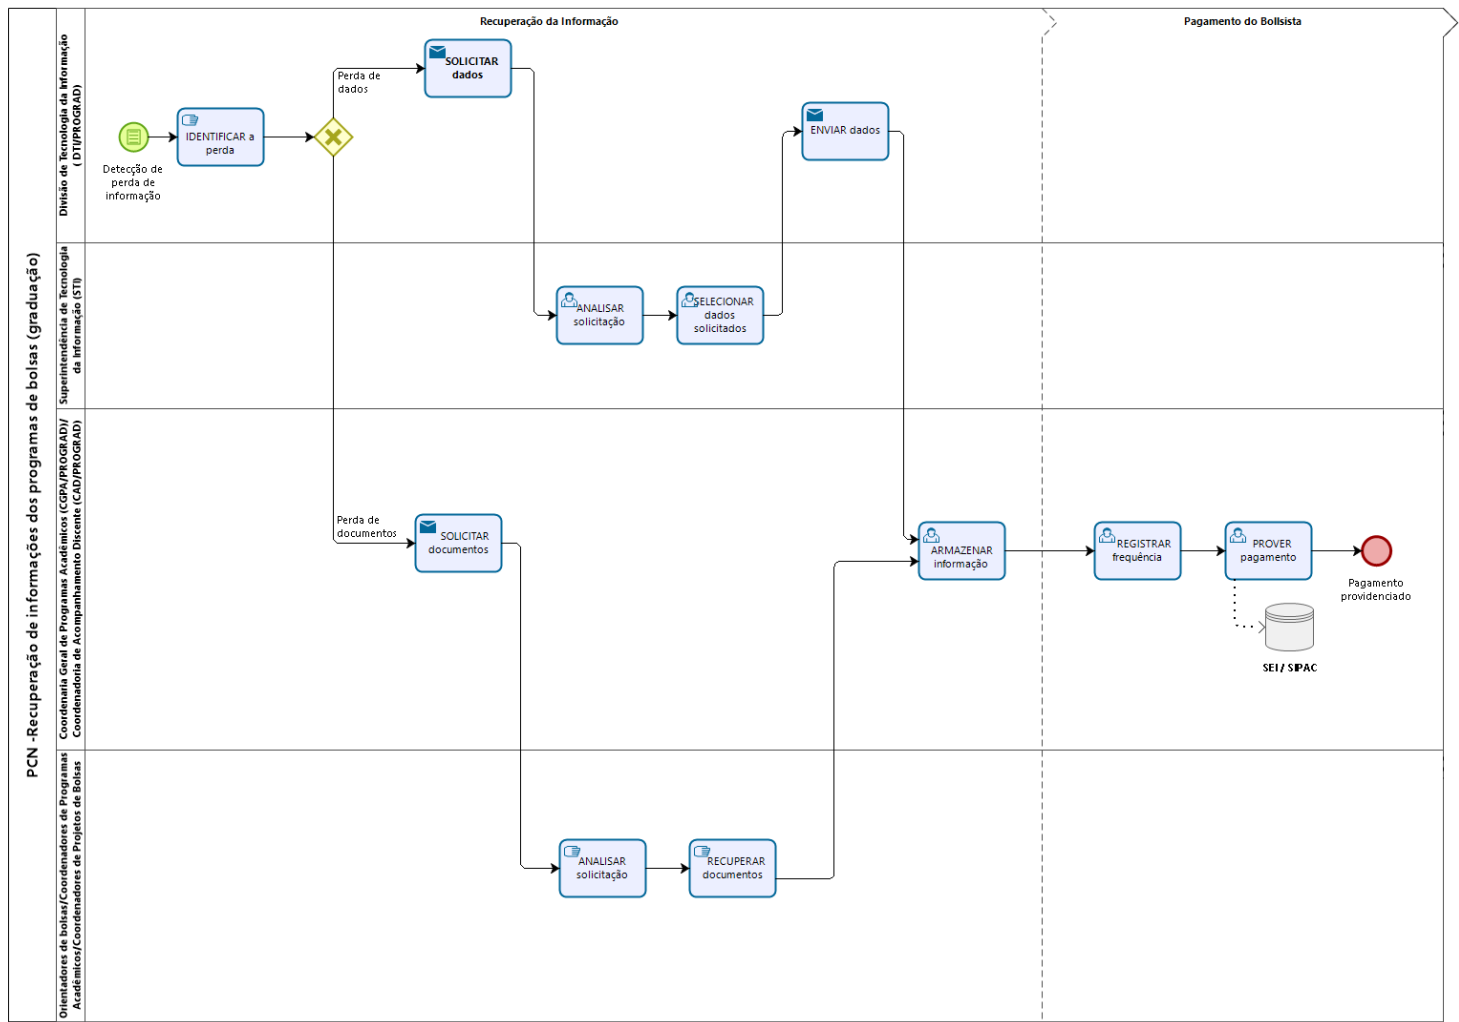 PCN -Recuperação de informações dos programas de bolsas (graduação)
Recuperação da Informação
Pagamento do Bollsista
Divisão de Tecnologia da Informação
( DTI/PROGRAD)
Detecção de
perda de
informação
IDENTIFICAR a
perda
Perda de
dados
SOLICITAR
dados
ENVIAR dados
Superintendência de Tecnologia
da Informação (STI)
ANALISAR
solicitação
SELECIONAR
dados
solicitados
Coordenaria Geral de Programas Acadêmicos (CGPA/PROGRAD)/
Coordenadoria de Acompanhamento Discente (CAD/PROGRAD)
Perda de
documentos
SOLICITAR
documentos
ARMAZENAR
informação
REGISTRAR
frequência
PROVER
pagamento
Pagamento
providenciado
SEI / SIPAC
Orientadores de bolsas/Coordenadores de Programas
Acadêmicos/Coordenadores de Projetos de Bolsas
ANALISAR
solicitação
RECUPERAR
documentos